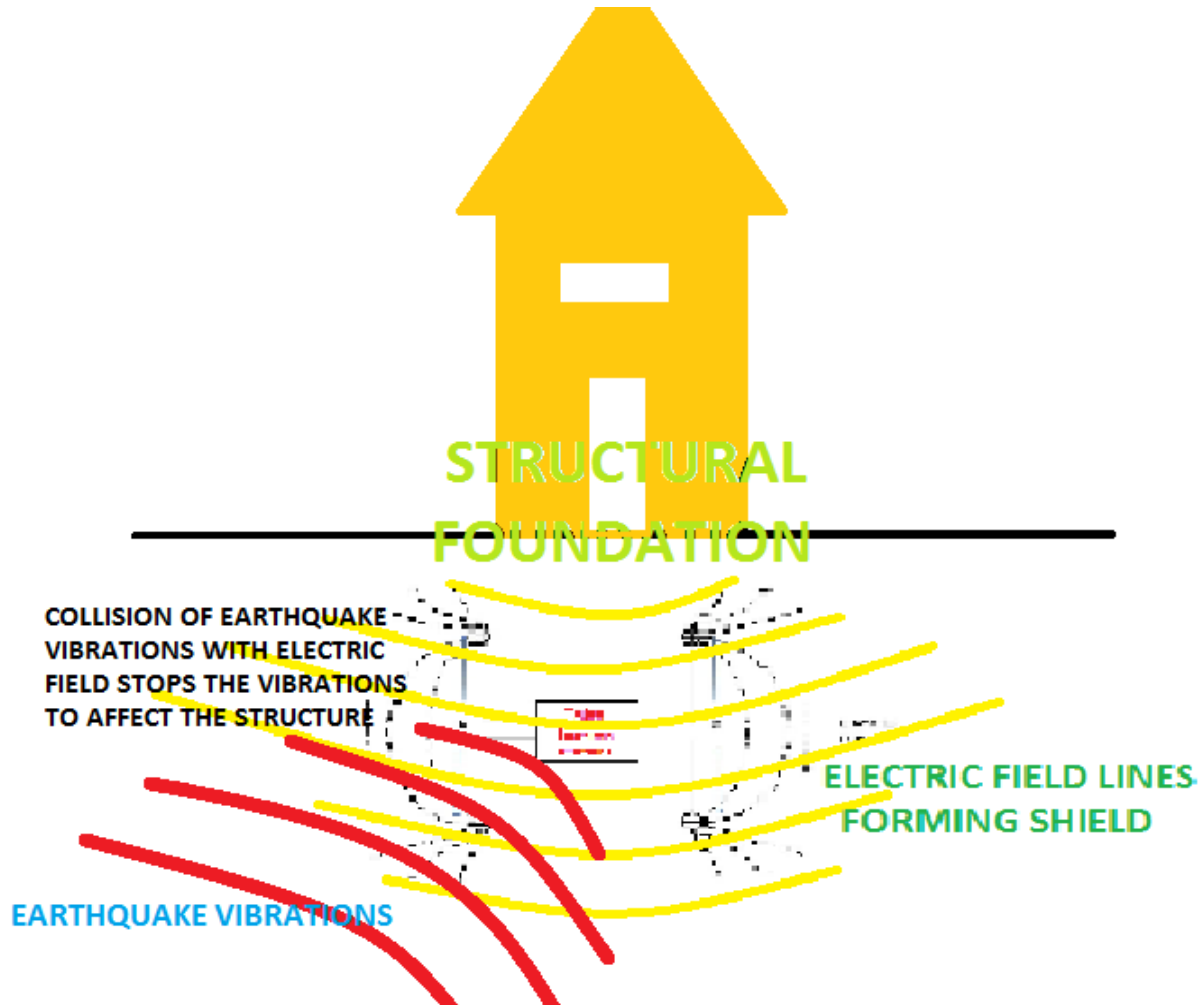 STRUCTURAL
FOUNDATION
COLLISION OF EARTHQUAKE
VIBRATIONS WITH ELECTRIC
FIELD STOPS THE VIBRATIONS
TO AFFECT THE STRUCTURE
ELECTRIC FIELD LINES
FORMING SHIELD
EARTHQUAKE VIBRATIONS